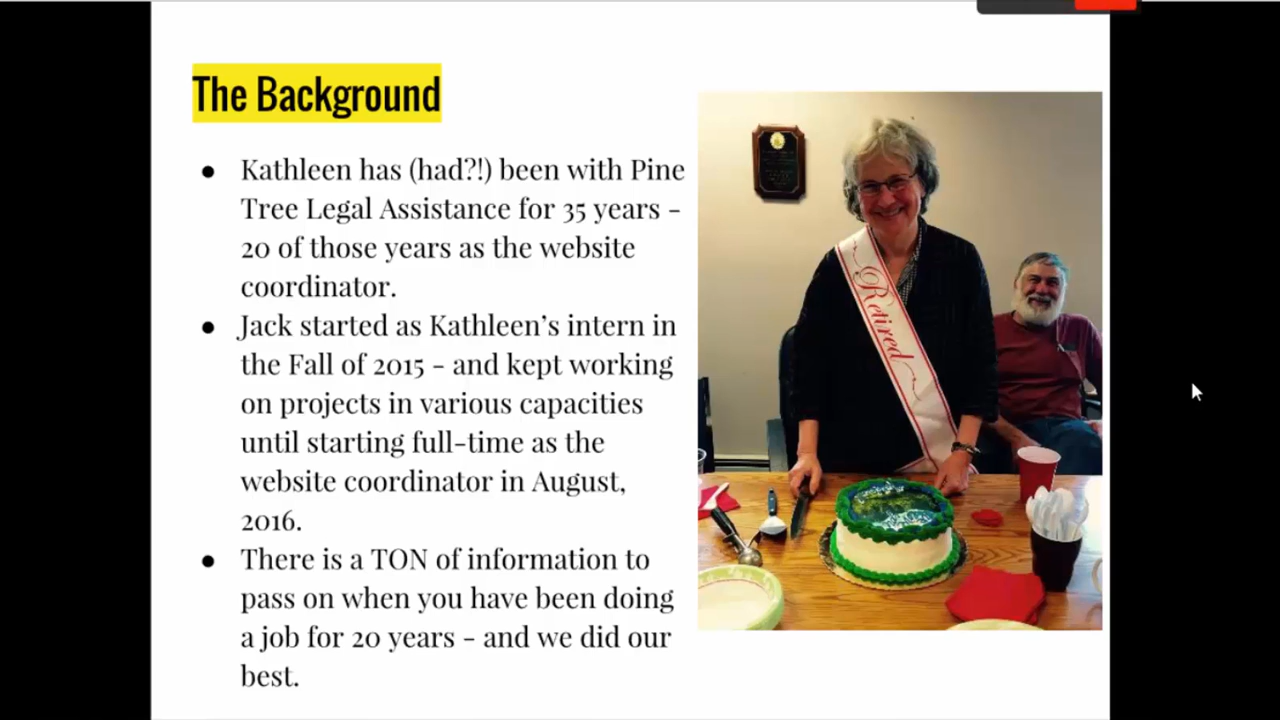 The Background
● Kathleen has (had?!) been with Pine
Tree Legal Assistance for 35 years -
20 of those years as the website
coordinator.
● Jack started as Kathleen’s intern in
the Fall of 2015 - and kept working
on projects in various capacities
until starting full-time as the
website coordinator in August,
2016.
● There is a TON of information to
pass on when you have been doing
a job for 20 years - and we did our
best.
Retired